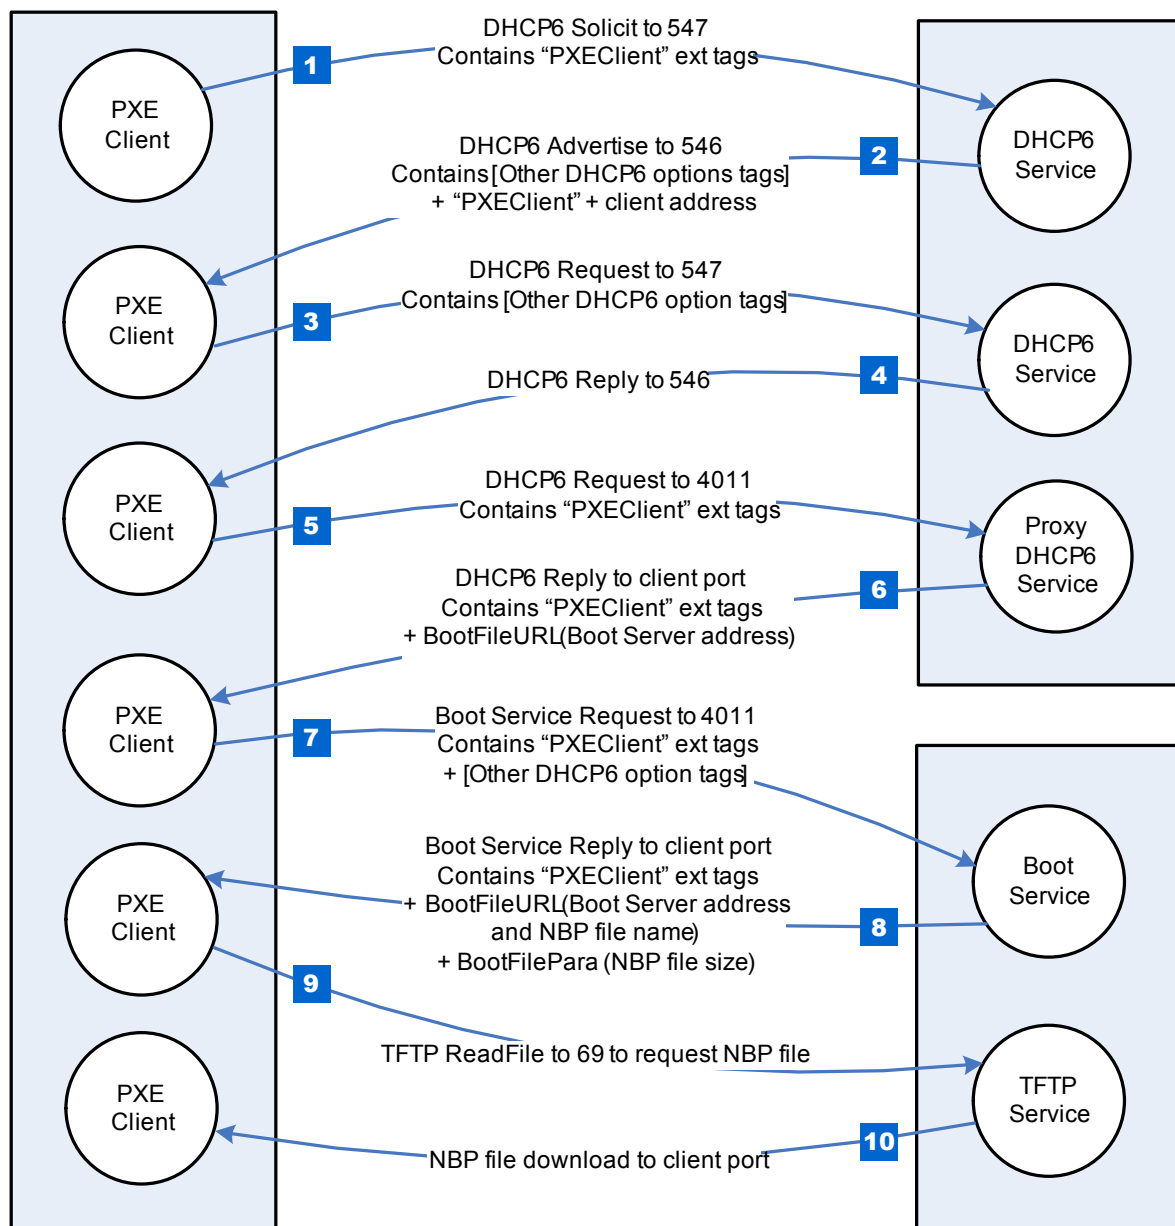 DHCP6 Solicit to 547
Contains “PXEClient” ext tags
1
PXE
Client
DHCP6
Service
DHCP6 Advertise to 546
Contains [Other DHCP6 options tags]
+ “PXEClient” + client address
2
DHCP6 Request to 547
Contains [Other DHCP6 option tags]
3
PXE
Client
DHCP6
Service
DHCP6 Reply to 546
4
DHCP6 Request to 4011
Contains “PXEClient” ext tags
5
PXE
Client
Proxy
DHCP6
Service
DHCP6 Reply to client port
Contains “PXEClient” ext tags
+ BootFileURL(Boot Server address)
6
Boot Service Request to 4011
Contains “PXEClient” ext tags
+ [Other DHCP6 option tags]
7
PXE
Client
Boot
Service
Boot Service Reply to client port
Contains “PXEClient” ext tags
+ BootFileURL(Boot Server address
and NBP file name)
+ BootFilePara (NBP file size)
8
PXE
Client
9
TFTP ReadFile to 69 to request NBP file
PXE
Client
TFTP
Service
10
NBP file download to client port